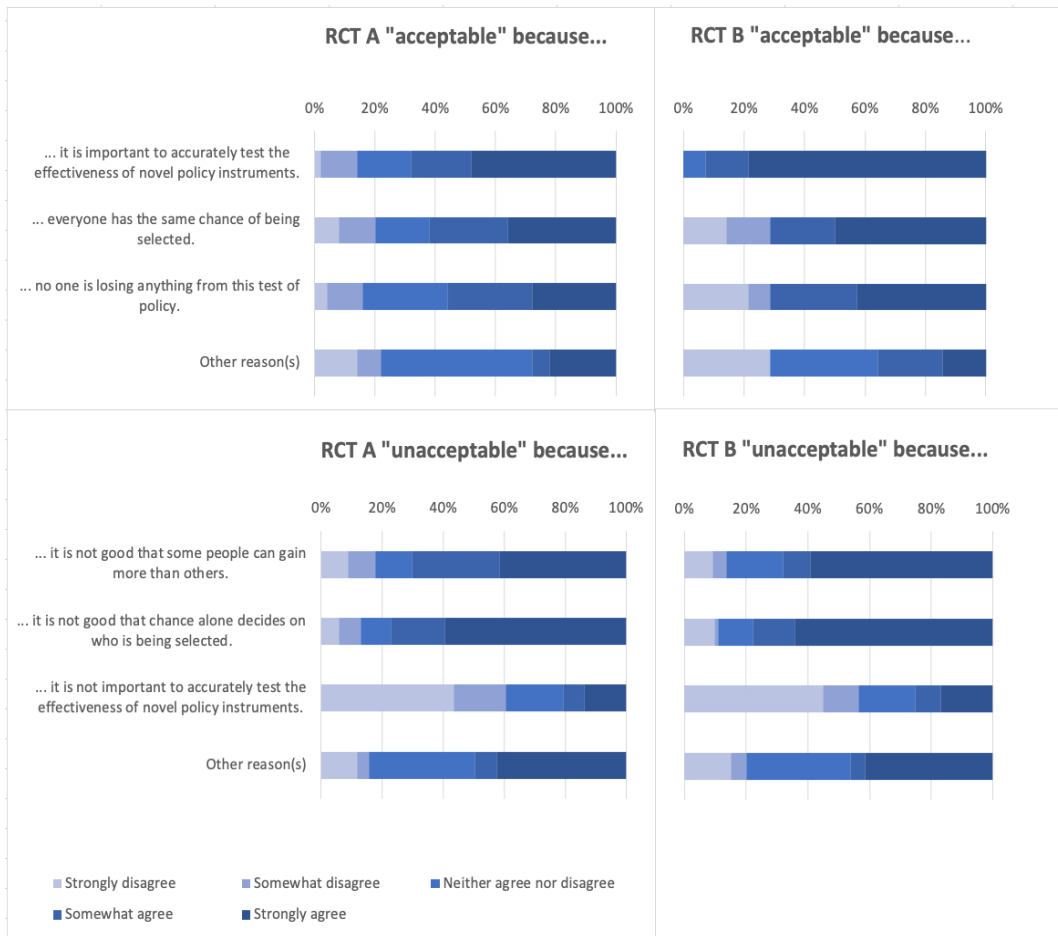 RCT A "acceptable" because...
RCT B "acceptable" because...
0% 20% 40% 60% 80% 100%
0% 20% 40% 60% 80% 100%
... it is important to accurately test the
effectiveness of novel policy instruments.
... everyone has the same chance of being
selected.
... no one is losing anything from this test of
policy.
Other reason(s)
RCT A "unacceptable" because...
RCT B "unacceptable" because...
0% 20% 40% 60% 80% 100%
0% 20% 40% 60% 80% 100%
... it is not good that some people can gain
more than others.
... it is not good that chance alone decides on
who is being selected.
... it is not important to accurately test the
effectiveness of novel policy instruments.
Other reason(s)
Strongly disagree
Somewhat disagree
Neither agree nor disagree
Somewhat agree
Strongly agree